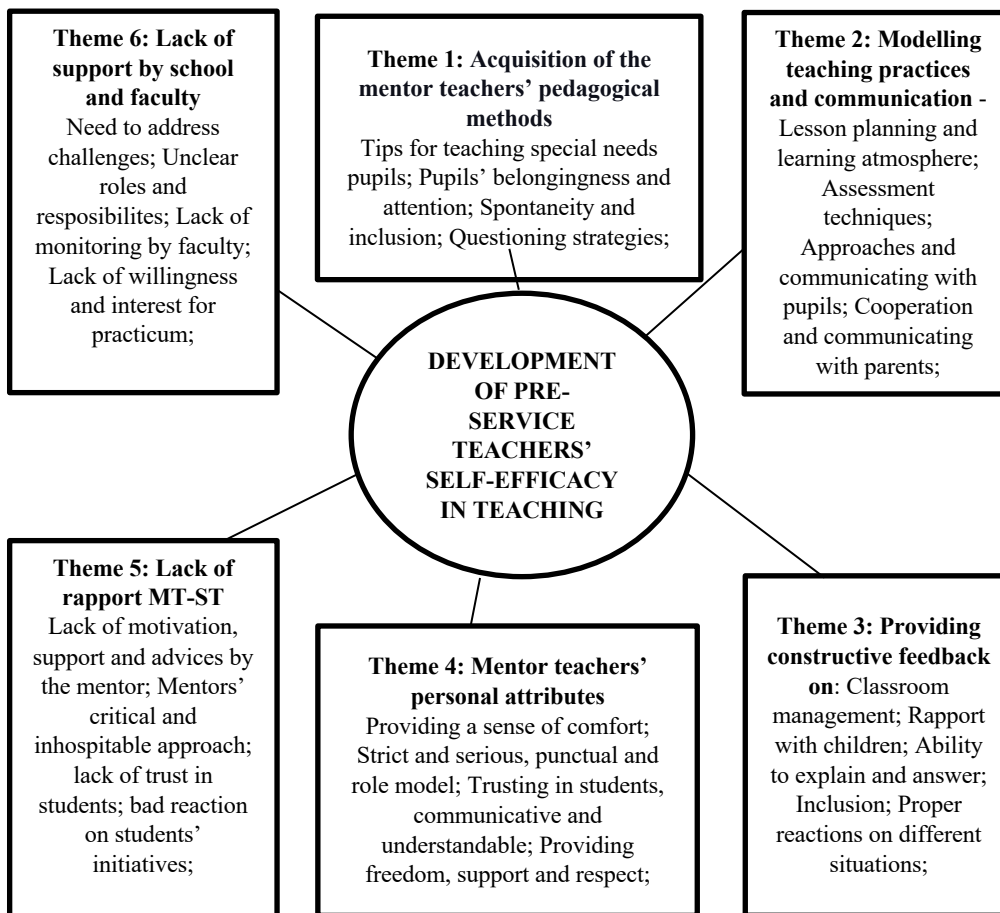 Theme 6: Lack of
support by school
and faculty
Need to address
challenges; Unclear
roles and
resposibilites; Lack of
monitoring by faculty;
Lack of willingness
and interest for
practicum;
Theme 1: Acquisition of the
mentor teachers’ pedagogical
methods
Tips for teaching special needs
pupils; Pupils’ belongingness and
attention; Spontaneity and
inclusion; Questioning strategies;
Theme 2: Modelling
teaching practices
and communication -
Lesson planning and
learning atmosphere;
Assessment
techniques;
Approaches and
communicating with
pupils; Cooperation
and communicating
with parents;
DEVELOPMENT
OF PRE-
SERVICE
TEACHERS’
SELF-EFFICACY
IN TEACHING
Theme 5: Lack of
rapport MT-ST
Lack of motivation,
support and advices by
the mentor; Mentors’
critical and
inhospitable approach;
lack of trust in
students; bad reaction
on students’
initiatives;
Theme 4: Mentor teachers’
personal attributes
Providing a sense of comfort;
Strict and serious, punctual and
role model; Trusting in students,
communicative and
understandable; Providing
freedom, support and respect;
Theme 3: Providing
constructive feedback
on: Classroom
management; Rapport
with children; Ability
to explain and answer;
Inclusion; Proper
reactions on different
situations;